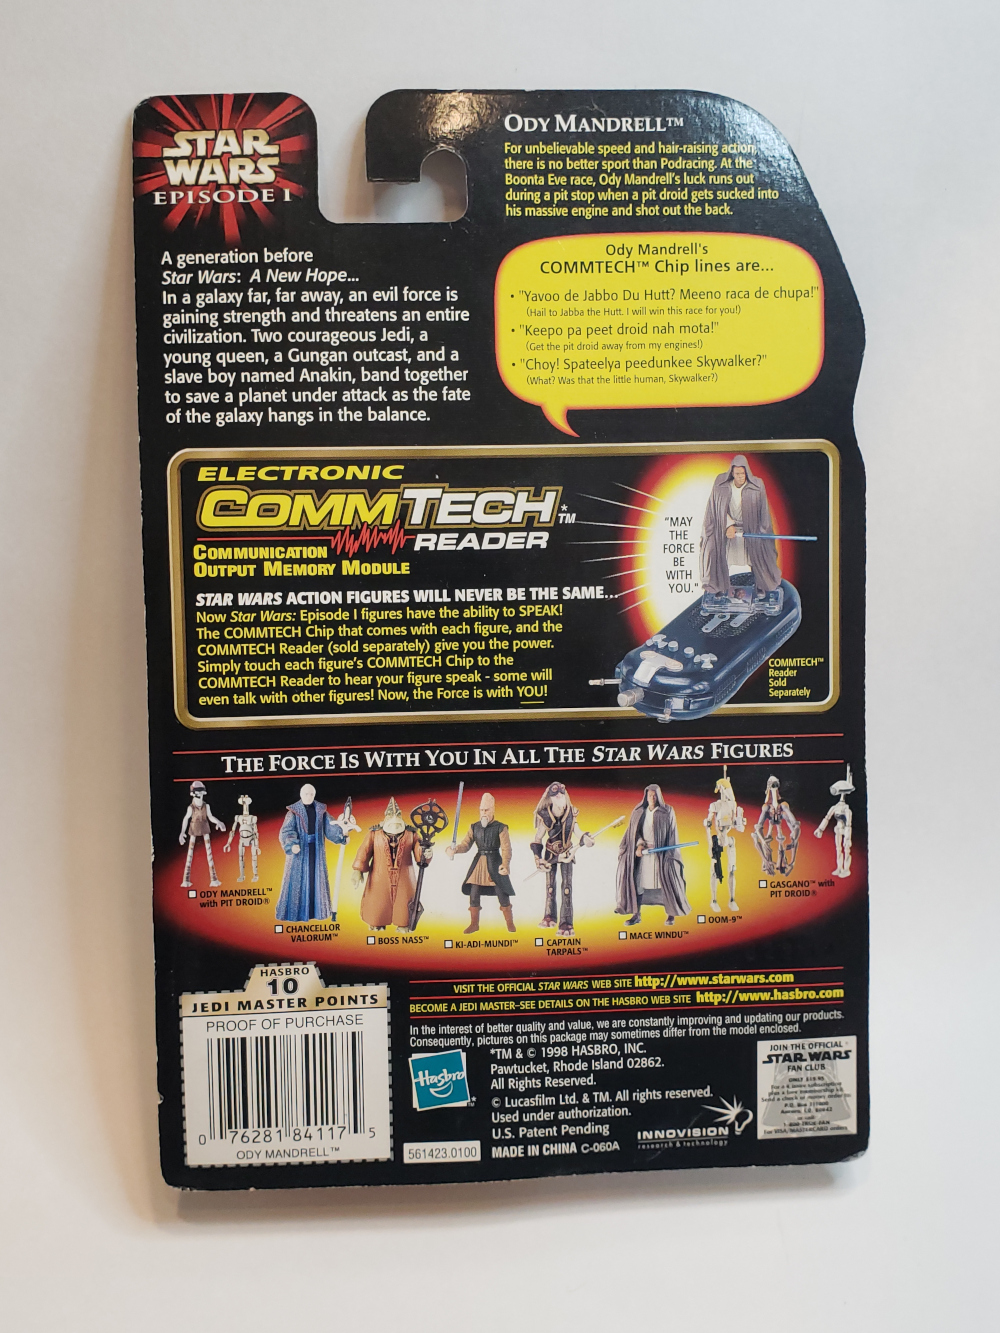 STAR
WARS
EPISODE I
ODY MANDRELL™
For unbelievable speed and hair-raising action,
there is no better sport than Podracing. At the
Boonta Eve race, Ody Mandrell's luck runs out
during a pit stop when a pit droid gets sucked into
his massive engine and shot out the back.
A generation before
Star Wars: A New Hope...
In a galaxy far, far away, an evil force is
gaining strength and threatens an entire
civilization. Two courageous Jedi, a
young queen, a Gungan outcast, and a
slave boy named Anakin, band together
to save a planet under attack as the fate
of the galaxy hangs in the balance.
Ody Mandrell's
COMMTECH™ Chip lines are...
• "Yavoo de Jabbo Du Hutt? Meeno raca de chupa!"
(Hail to Jabba the Hutt. I will win this race for you!)
• "Keepo pa peet droid nah mota!"
(Get the pit droid away from my engines!)
• "Choy! Spateelya peedunkee Skywalker?"
(What? Was that the little human, Skywalker?)
ELECTRONIC
COMMTECH*™
READER
COMMUNICATION
OUTPUT MEMORY MODULE
STAR WARS ACTION FIGURES WILL NEVER BE THE SAME...
Now Star Wars: Episode I figures have the ability to SPEAK!
The COMMTECH Chip that comes with each figure, and the
COMMTECH Reader (sold separately) give you the power.
Simply touch each figure's COMMTECH Chip to the
COMMTECH Reader to hear your figure speak - some will
even talk with other figures! Now, the Force is with YOU!
"MAY
THE
FORCE
BE
WITH
YOU."
COMMTECH™
Reader
Sold
Separately
THE FORCE IS WITH YOU IN ALL THE STAR WARS FIGURES
ODY MANDRELL™
with PIT DROID®
CHANCELLOR
VALORUM™
BOSS NASS™
KI-ADI-MUNDI™
CAPTAIN
TARPALS™
MACE WINDU™
OOM-9™
GASGANO™ with
PIT DROID®
HASBRO
10
JEDI MASTER POINTS
PROOF OF PURCHASE
0 76281 84117 5
ODY MANDRELL™
VISIT THE OFFICIAL STAR WARS WEB SITE http://www.starwars.com
BECOME A JEDI MASTER–SEE DETAILS ON THE HASBRO WEB SITE http://www.hasbro.com
In the interest of better quality and value, we are constantly improving and updating our products.
Consequently, pictures on this package may sometimes differ from the model enclosed.
Hasbro
*TM & © 1998 HASBRO, INC.
Pawtucket, Rhode Island 02862.
All Rights Reserved.
© Lucasfilm Ltd. & TM. All rights reserved.
Used under authorization.
U.S. Patent Pending
561423.0100
MADE IN CHINA C-060A
INNOVISION
research & technology
JOIN THE OFFICIAL
STAR WARS
FAN CLUB